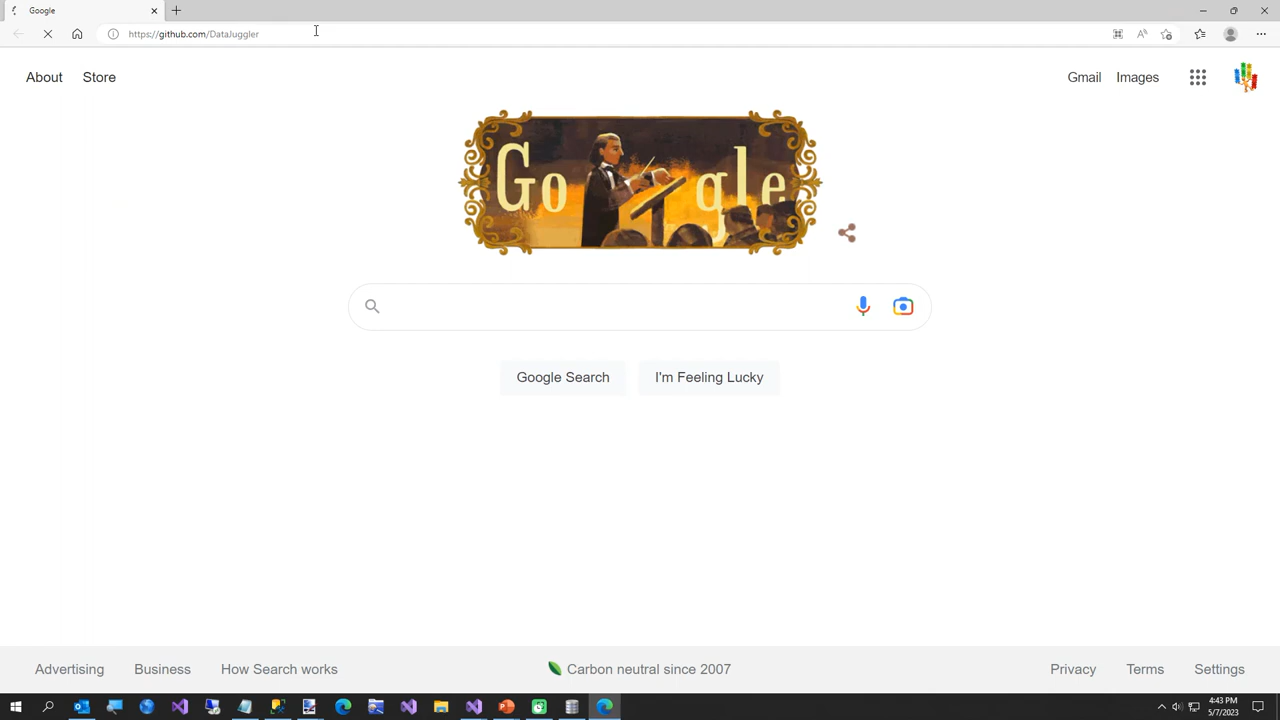 Google
https://github.com/DataJuggler
About Store
Gmail Images
Google
Google Search I'm Feeling Lucky
Advertising Business How Search works
Carbon neutral since 2007
Privacy Terms Settings
4:43 PM
5/7/2023